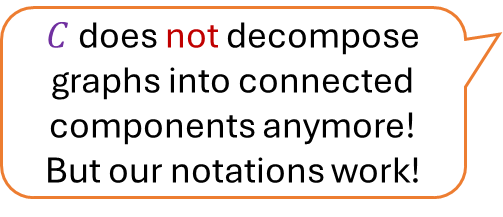 C does not decompose
graphs into connected
components anymore!
But our notations work!